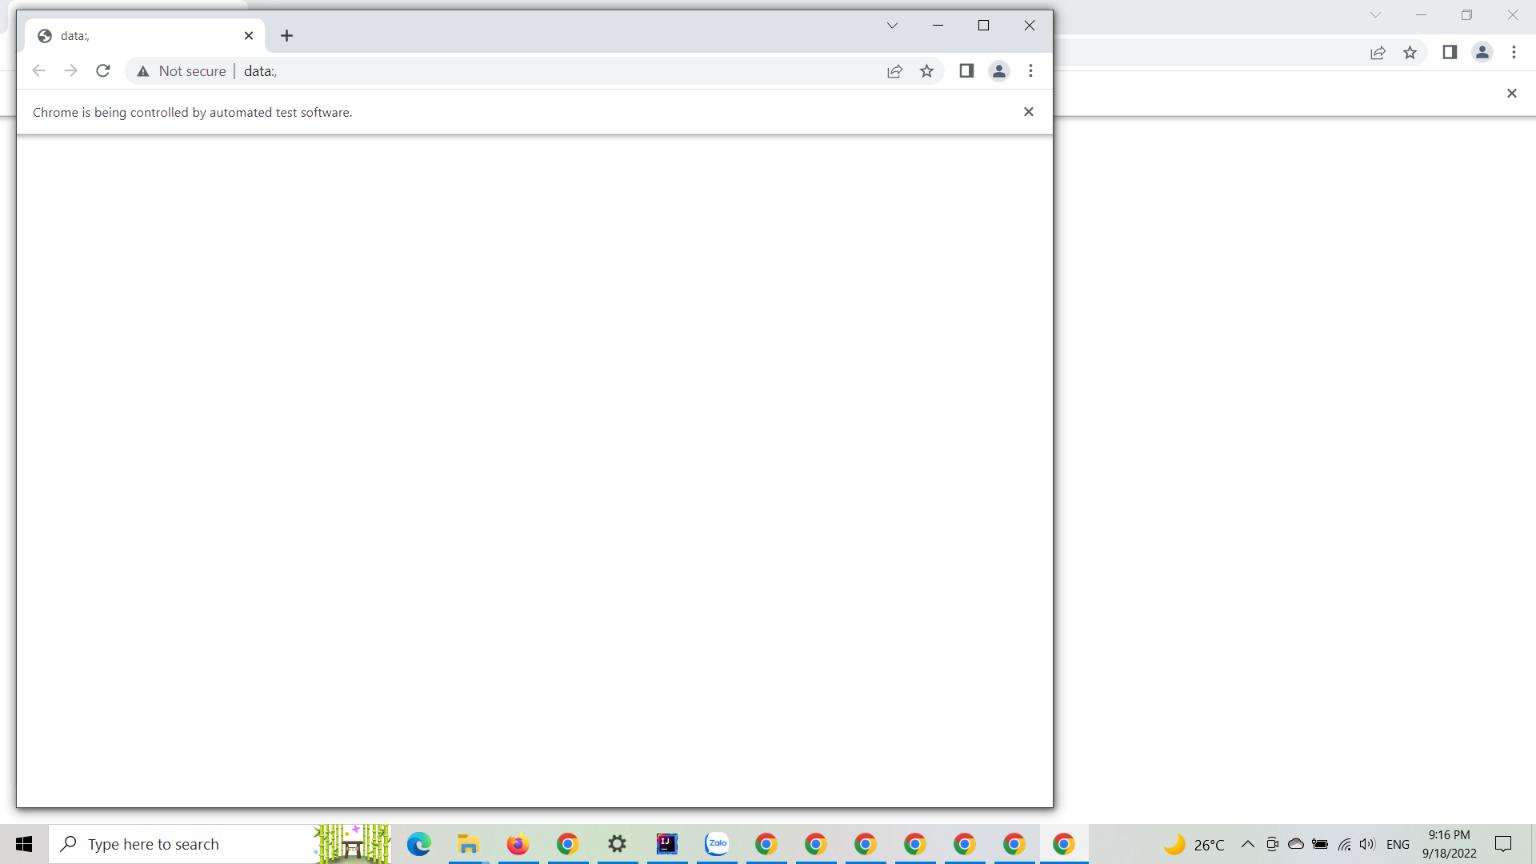 data:,
Not secure
data:,
Chrome is being controlled by automated test software.
Type here to search
IJ
Zalo
26°C
ENG
9:16 PM
9/18/2022